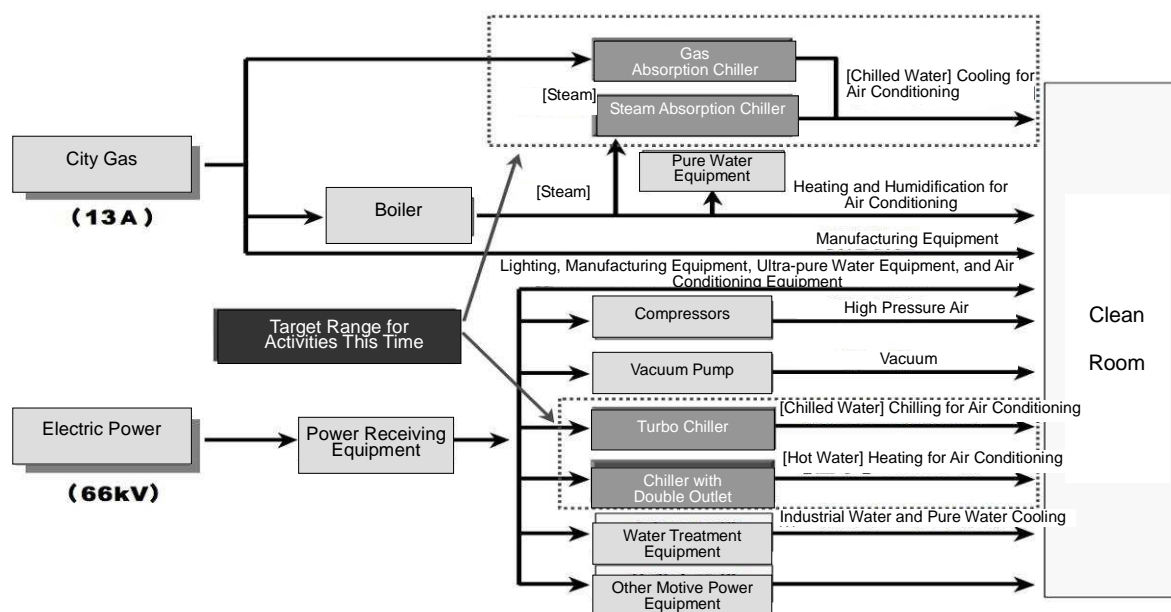 Gas
Absorption Chiller
[Chilled Water] Cooling for
Air Conditioning
[Steam]
Steam Absorption Chiller
City Gas
(13A)
Pure Water
Equipment
[Steam]
Boiler
Heating and Humidification for
Air Conditioning
Manufacturing Equipment
Lighting, Manufacturing Equipment, Ultra-pure Water Equipment, and Air
Conditioning Equipment
Compressors
High Pressure Air
Target Range for
Activities This Time
Clean
Room
Vacuum Pump
Vacuum
Electric Power
(66kV)
Power Receiving
Equipment
Turbo Chiller
[Chilled Water] Chilling for Air Conditioning
[Hot Water] Heating for Air Conditioning
Chiller with
Double Outlet
Industrial Water and Pure Water Cooling
Water Treatment
Equipment
Other Motive Power
Equipment